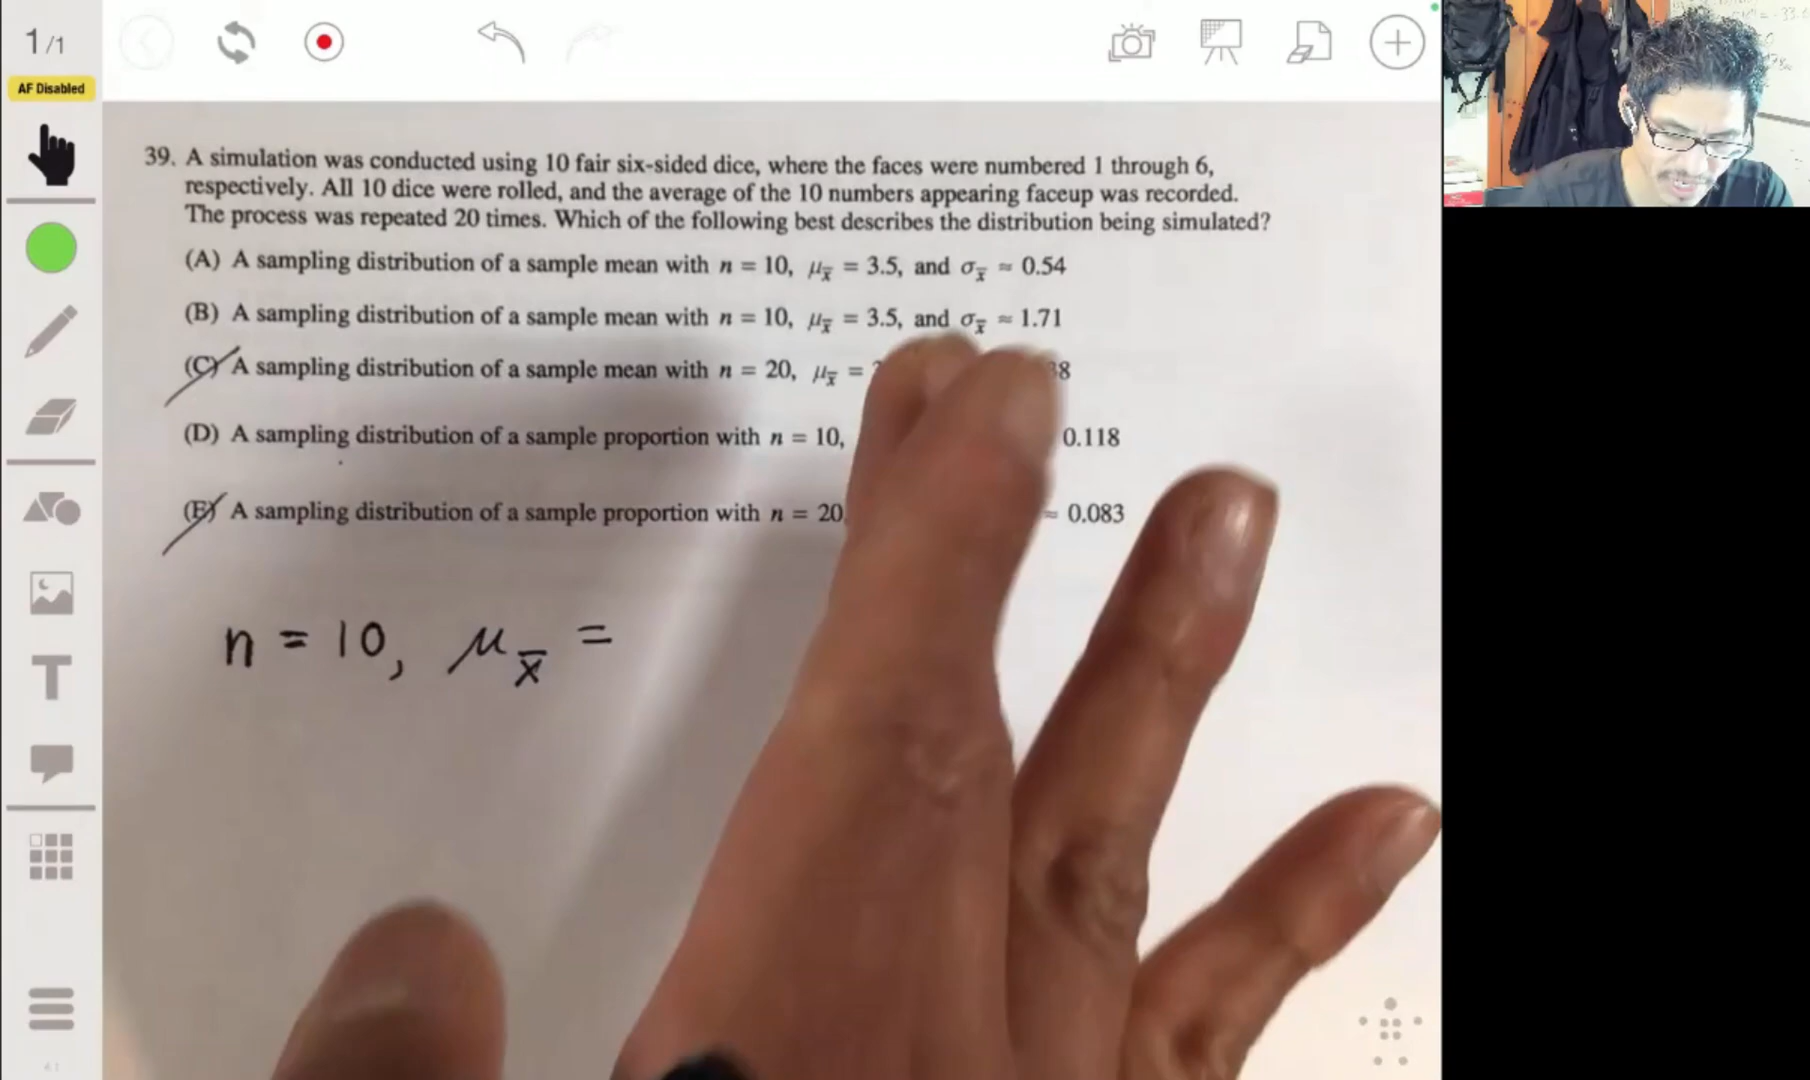 1/1
AF Disabled
39. A simulation was conducted using 10 fair six-sided dice, where the faces were numbered 1 through 6,
respectively. All 10 dice were rolled, and the average of the 10 numbers appearing faceup was recorded.
The process was repeated 20 times. Which of the following best describes the distribution being simulated?
(A) A sampling distribution of a sample mean with n = 10, μx̄ = 3.5, and σx̄ ≈ 0.54
(B) A sampling distribution of a sample mean with n = 10, μx̄ = 3.5, and σx̄ ≈ 1.71
(C) A sampling distribution of a sample mean with n = 20, μx̄ = 38
(D) A sampling distribution of a sample proportion with n = 10, 0.118
(E) A sampling distribution of a sample proportion with n = 20 ≈ 0.083
n = 10, μx̄ =
T